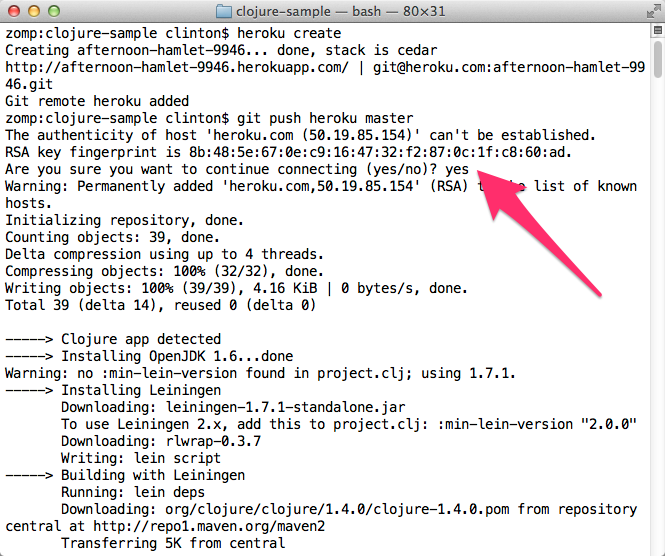 clojure-sample — bash — 80×31
zomp:clojure-sample clinton$ heroku create
Creating afternoon-hamlet-9946... done, stack is cedar
http://afternoon-hamlet-9946.herokuapp.com/ | git@heroku.com:afternoon-hamlet-99
46.git
Git remote heroku added
zomp:clojure-sample clinton$ git push heroku master
The authenticity of host 'heroku.com (50.19.85.154)' can't be established.
RSA key fingerprint is 8b:48:5e:67:0e:c9:16:47:32:f2:87:0c:1f:c8:60:ad.
Are you sure you want to continue connecting (yes/no)? yes
Warning: Permanently added 'heroku.com,50.19.85.154' (RSA) to the list of known
hosts.
Initializing repository, done.
Counting objects: 39, done.
Delta compression using up to 4 threads.
Compressing objects: 100% (32/32), done.
Writing objects: 100% (39/39), 4.16 KiB | 0 bytes/s, done.
Total 39 (delta 14), reused 0 (delta 0)
-----> Clojure app detected
-----> Installing OpenJDK 1.6...done
Warning: no :min-lein-version found in project.clj; using 1.7.1.
-----> Installing Leiningen
Downloading: leiningen-1.7.1-standalone.jar
To use Leiningen 2.x, add this to project.clj: :min-lein-version "2.0.0"
Downloading: rlwrap-0.3.7
Writing: lein script
-----> Building with Leiningen
Running: lein deps
Downloading: org/clojure/clojure/1.4.0/clojure-1.4.0.pom from repository
central at http://repo1.maven.org/maven2
Transferring 5K from central